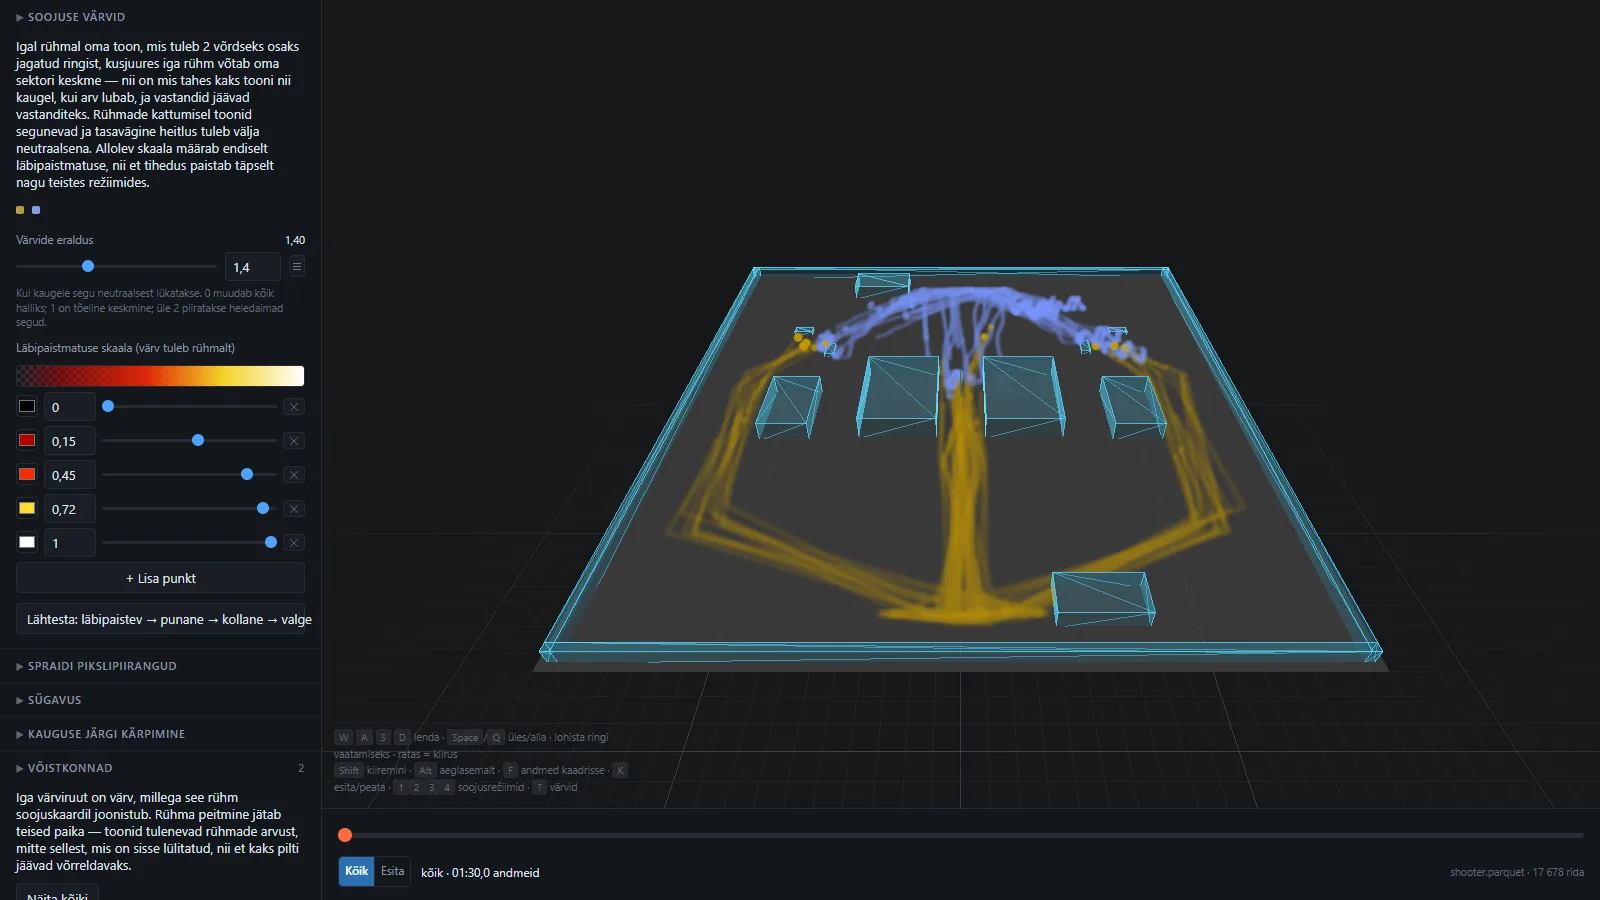 SOOJUSE VÄRVID
Igal rühmal oma toon, mis tuleb 2 võrdseks osaks
jagatud ringist, kusjuures iga rühm võtab oma
sektori keskme — nii on mis tahes kaks tooni nii
kaugel, kui arv lubab, ja vastandid jäävad
vastanditeks. Rühmade kattumisel toonid
segunevad ja tasavägine heitlus tuleb välja
neutraalsena. Allolev skaala määrab endiselt
läbipaistmatuse, nii et tihedus paistab täpselt
nagu teistes režiimides.
Värvide eraldus 1,40
1,4
Kui kaugele segu neutraalsest lükatakse. 0 muudab kõik
halliks; 1 on tõeline keskmine; üle 2 piiratakse heledaimad
segud.
Läbipaistmatuse skaala (värv tuleb rühmalt)
0
0,15
0,45
0,72
1
+ Lisa punkt
Lähtesta: läbipaistev → punane → kollane → valge
SPRAIDI PIKSLIPIIRANGUD
SÜGAVUS
KAUGUSE JÄRGI KÄRPIMINE
VÕISTKONNAD 2
Iga värviruut on värv, millega see rühm
soojuskaardil joonistub. Rühma peitmine jätab
teised paika — toonid tulenevad rühmade arvust,
mitte sellest, mis on sisse lülitatud, nii et kaks pilti
jäävad võrreldavaks.
Näita kõiki
W A S D lenda · Space / Q üles/alla · lohista ringi
vaatamiseks · ratas = kiirus
Shift kiiremini · Alt aeglasemalt · F andmed kaadrisse · K
esita/peata · 1 2 3 4 soojusrežiimid · ? värvid
Kõik Esita kõik · 01:30,0 andmeid
shooter.parquet · 17 678 rida